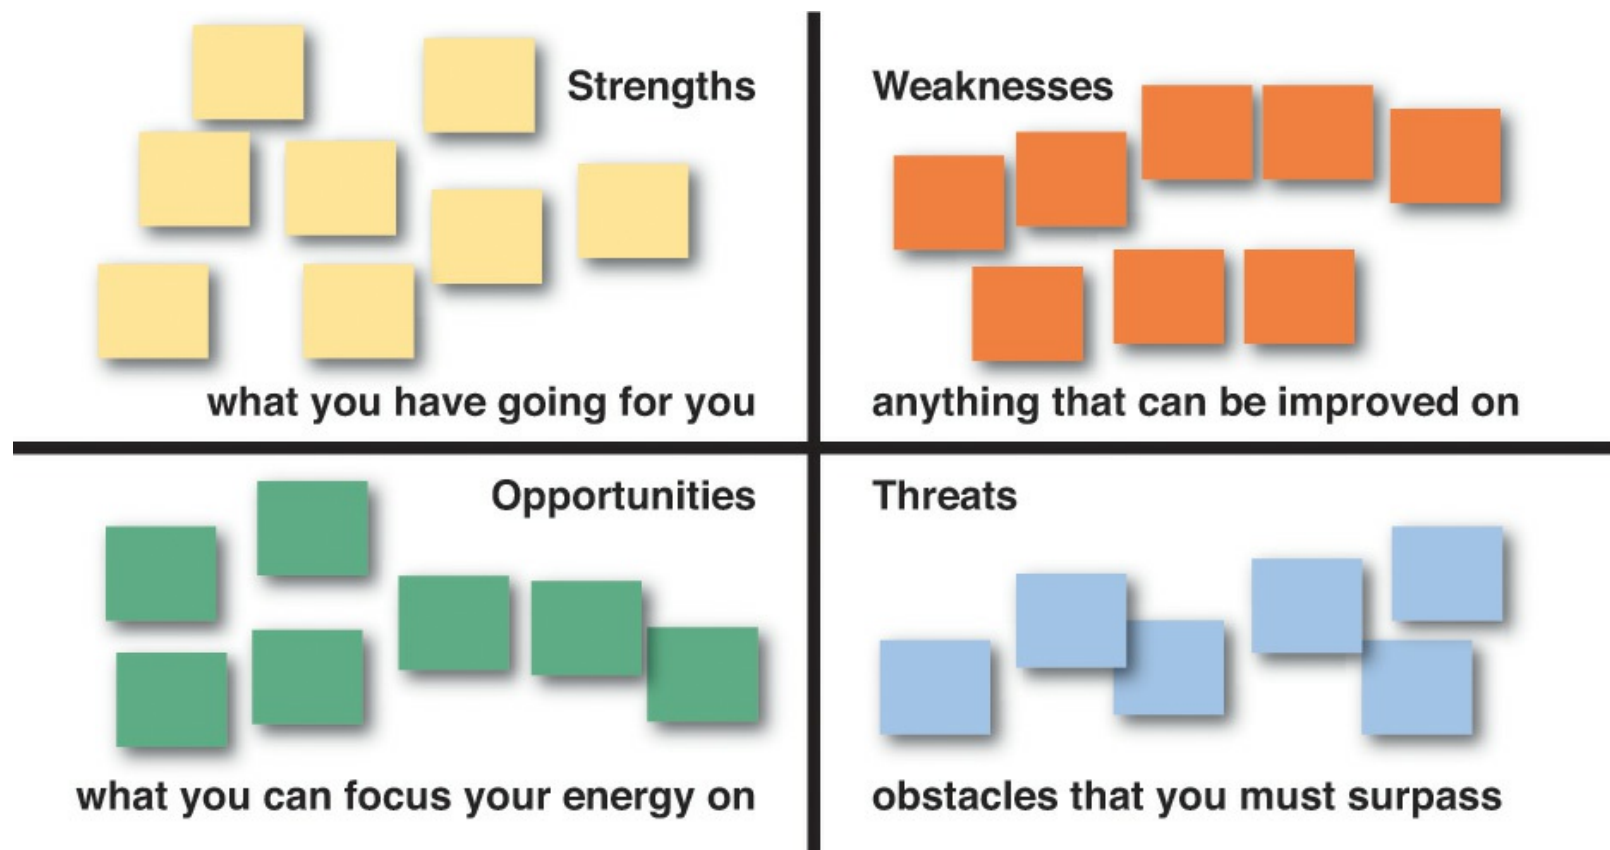 Strengths
what you have going for you
Weaknesses
anything that can be improved on
Opportunities
what you can focus your energy on
Threats
obstacles that you must surpass